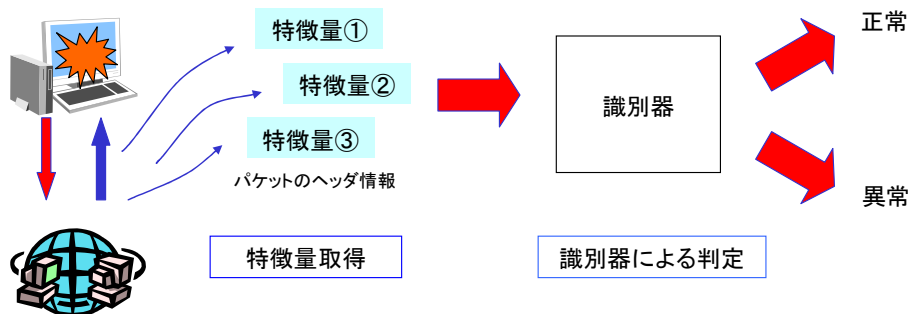 特徴量①
特徴量②
特徴量③
パケットのヘッダ情報
特徴量取得
識別器
識別器による判定
正常
異常